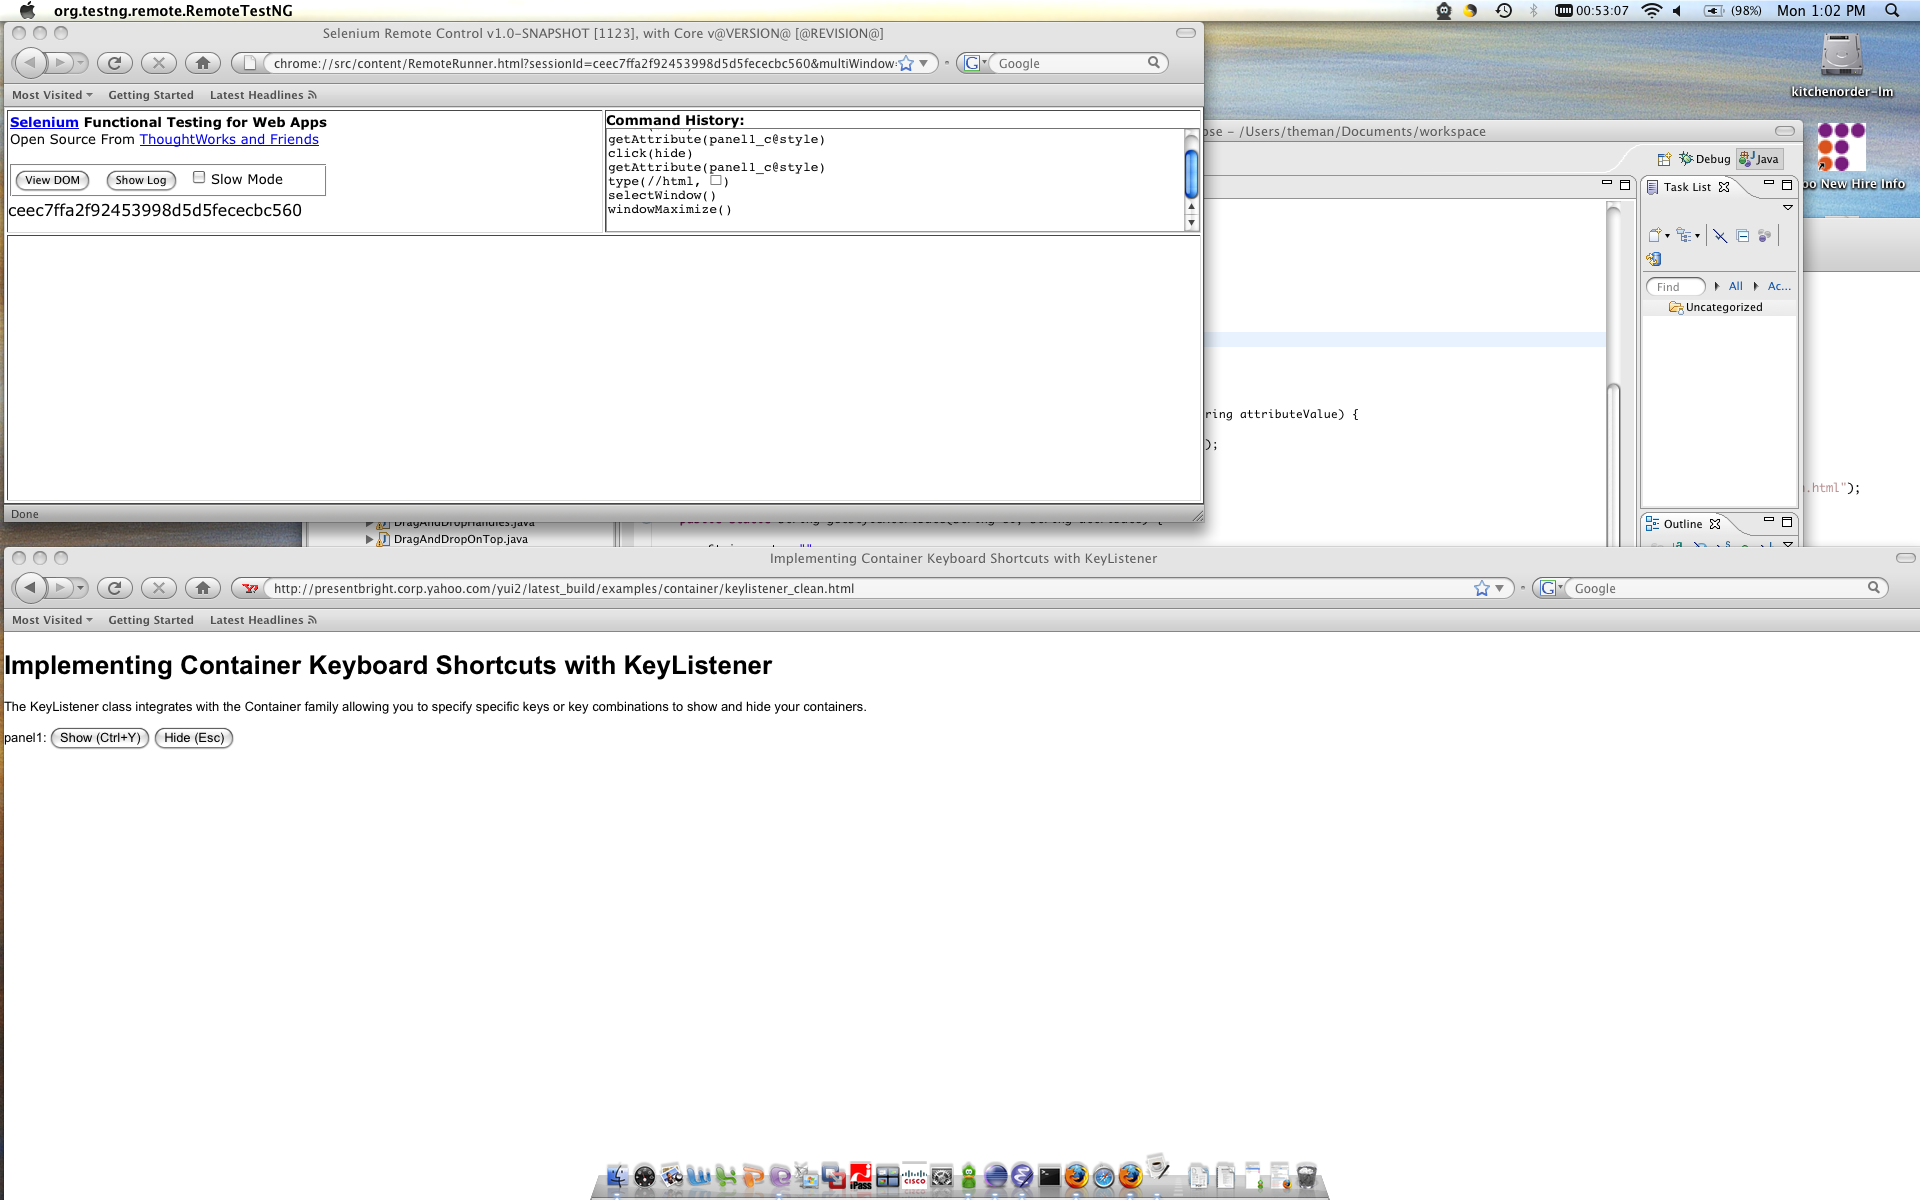 org.testng.remote.RemoteTestNG
00:53:07
(98%)
Mon 1:02 PM
Selenium Remote Control v1.0-SNAPSHOT [1123], with Core v@VERSION@ [@REVISION@]
chrome://src/content/RemoteRunner.html?sessionId=ceec7ffa2f92453998d5d5fececbc560&multiWindow
Google
Most Visited
Getting Started
Latest Headlines
Selenium Functional Testing for Web Apps
Open Source From ThoughtWorks and Friends
View DOM
Show Log
Slow Mode
ceec7ffa2f92453998d5d5fececbc560
Command History:
getAttribute(panel1_c@style)
click(hide)
getAttribute(panel1_c@style)
type(//html, □)
selectWindow()
windowMaximize()
Done
kitchenorder-lm
oo New Hire Info
ose – /Users/theman/Documents/workspace
Debug
Java
Task List
Find
All
Ac...
Uncategorized
ring attributeValue) {
);
.html");
Outline
DragAndDropHandles.java
DragAndDropOnTop.java
Implementing Container Keyboard Shortcuts with KeyListener
http://presentbright.corp.yahoo.com/yui2/latest_build/examples/container/keylistener_clean.html
Google
Most Visited
Getting Started
Latest Headlines
Implementing Container Keyboard Shortcuts with KeyListener
The KeyListener class integrates with the Container family allowing you to specify specific keys or key combinations to show and hide your containers.
panel1: Show (Ctrl+Y) Hide (Esc)
iPass
CISCO